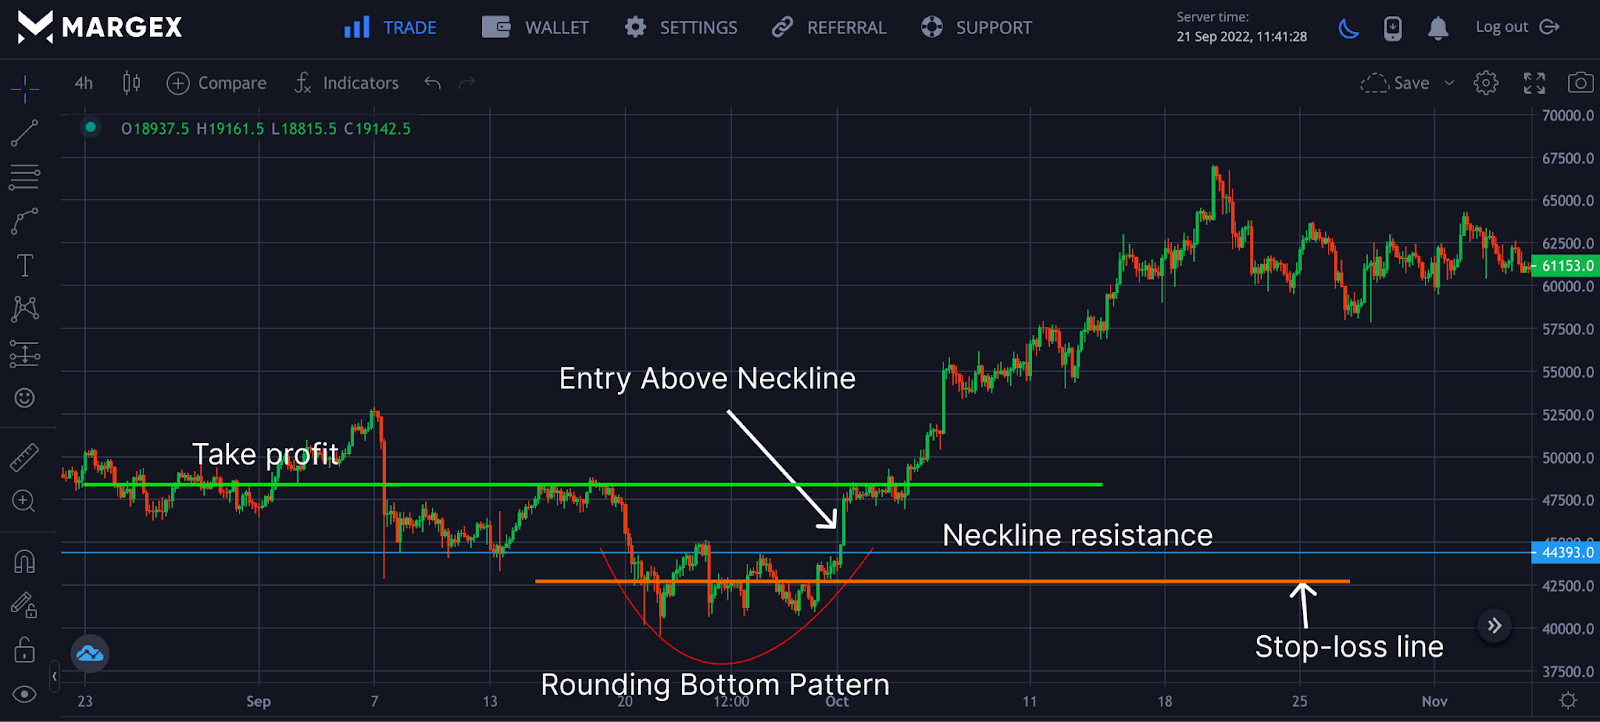 MARGEX
TRADE
WALLET
SETTINGS
REFERRAL
SUPPORT
Server time:
21 Sep 2022, 11:41:28
Log out
4h
Compare
fx Indicators
Save
O18937.5 H19161.5 L18815.5 C19142.5
70000.0
67500.0
65000.0
62500.0
61153.0
60000.0
57500.0
55000.0
52500.0
50000.0
47500.0
44393.0
42500.0
40000.0
37500.0
Entry Above Neckline
Take profit
Neckline resistance
Stop-loss line
Rounding Bottom Pattern
23 Sep 7 13 20 12:00 Oct 11 18 25 Nov